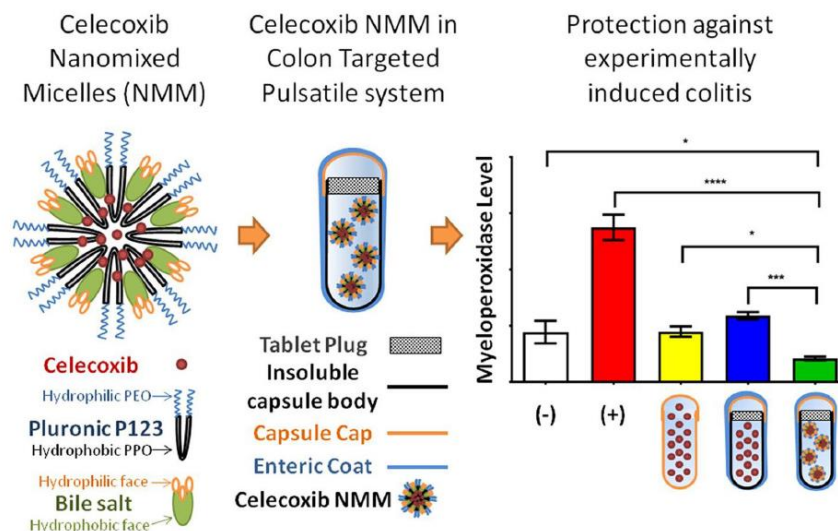 Celecoxib
Nanomixed
Micelles (NMM)
Celecoxib NMM in
Colon Targeted
Pulsatile system
Protection against
experimentally
induced colitis
Celecoxib
Hydrophilic PEO
Pluronic P123
Hydrophobic PPO
Hydrophilic face
Bile salt
Hydrophobic face
Tablet Plug
Insoluble
capsule body
Capsule Cap
Enteric Coat
Celecoxib NMM
Myeloperoxidase Level
*
****
*
***
(-)
(+)